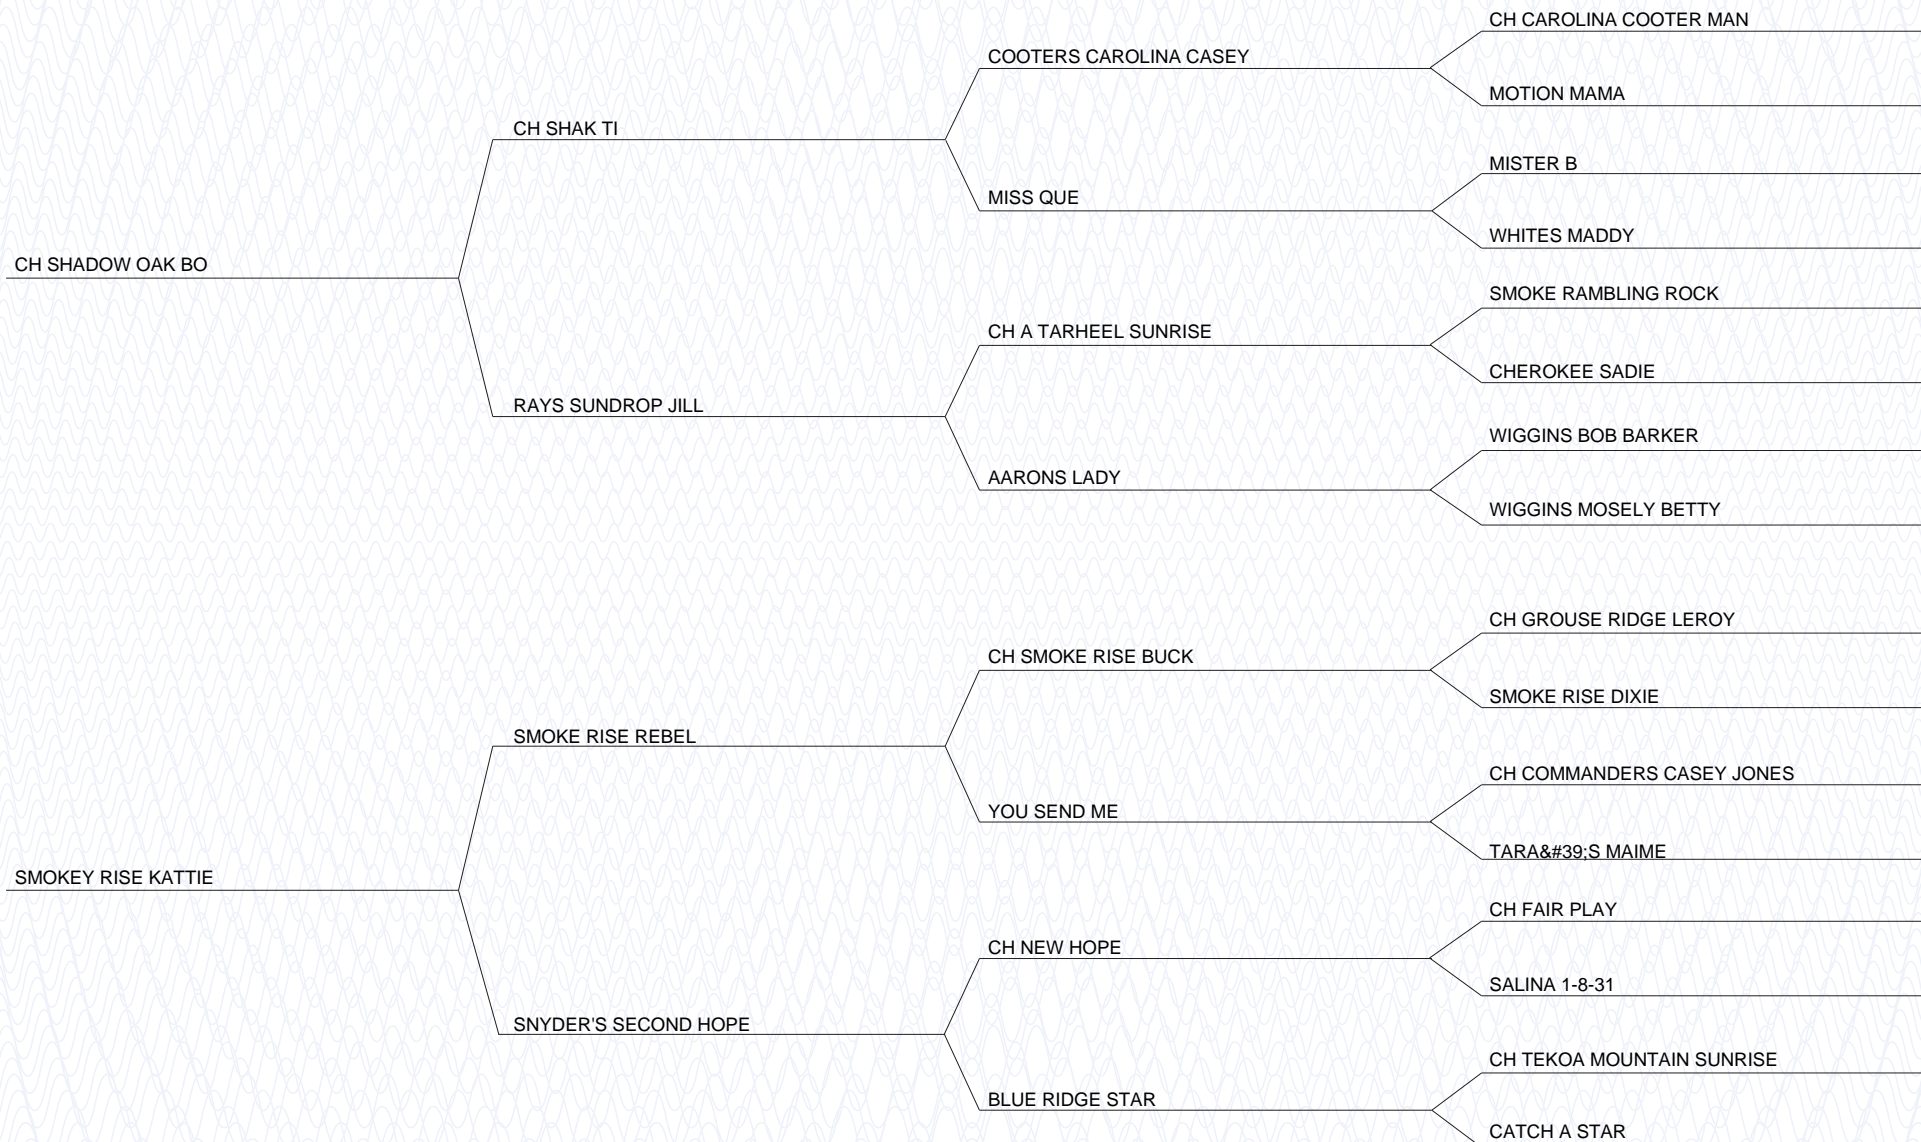 CH CAROLINA COOTER MAN
COOTERS CAROLINA CASEY
MOTION MAMA
CH SHAK TI
MISTER B
MISS QUE
WHITES MADDY
CH SHADOW OAK BO
SMOKE RAMBLING ROCK
CH A TARHEEL SUNRISE
CHEROKEE SADIE
RAYS SUNDROP JILL
WIGGINS BOB BARKER
AARONS LADY
WIGGINS MOSELY BETTY
CH GROUSE RIDGE LEROY
CH SMOKE RISE BUCK
SMOKE RISE DIXIE
SMOKE RISE REBEL
CH COMMANDERS CASEY JONES
YOU SEND ME
TARA&#39;S MAIME
SMOKEY RISE KATTIE
CH FAIR PLAY
CH NEW HOPE
SALINA 1-8-31
SNYDER'S SECOND HOPE
CH TEKOA MOUNTAIN SUNRISE
BLUE RIDGE STAR
CATCH A STAR